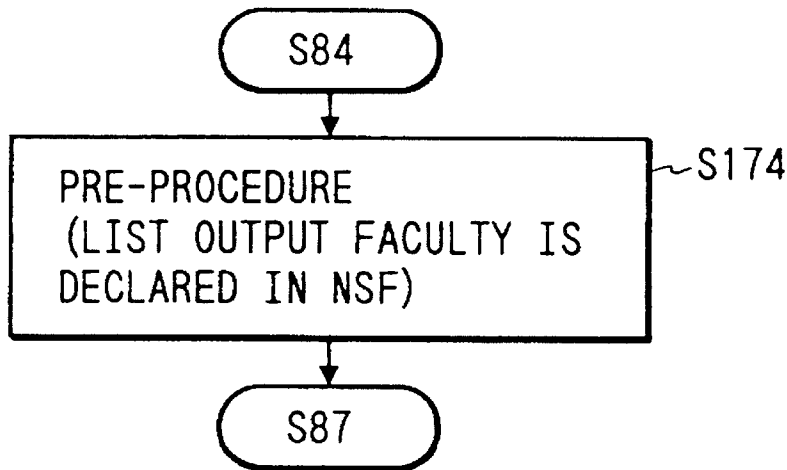 S84
PRE-PROCEDURE
(LIST OUTPUT FACULTY IS
DECLARED IN NSF)
S174
S87